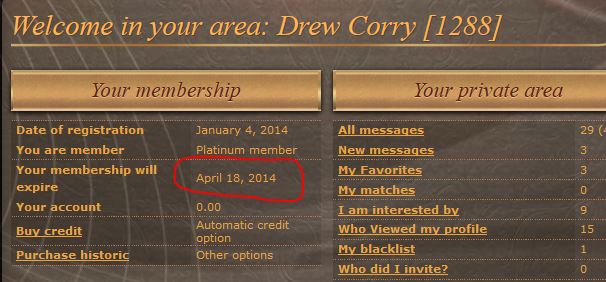 Welcome in your area: Drew Corry [1288]
Your membership
Date of registration January 4, 2014
You are member Platinum member
Your membership will expire April 18, 2014
Your account 0.00
Buy credit Automatic credit option
Purchase historic Other options
Your private area
All messages 29 (4
New messages 3
My Favorites 3
My matches 0
I am interested by 9
Who Viewed my profile 15
My blacklist 1
Who did I invite? 0